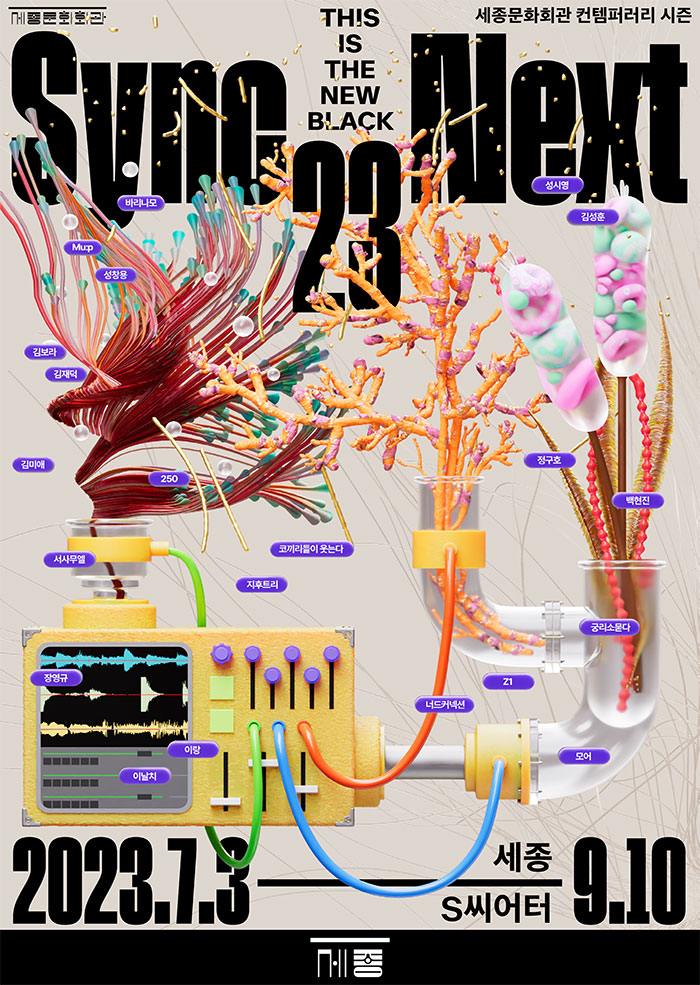 세종문화회관
THIS
IS
THE
NEW
BLACK
세종문화회관 컨템퍼러리 시즌
Sync Next
23
바리나모
성시영
김성훈
Mu:p
성창용
김보라
김재덕
김미애
정구호
250
백현진
코끼리들이 웃는다
서사무엘
지후트리
궁리소묻다
장영규
Z1
너드커넥션
이랑
모어
이날치
2023.7.3
세종
S씨어터
9.10
세종